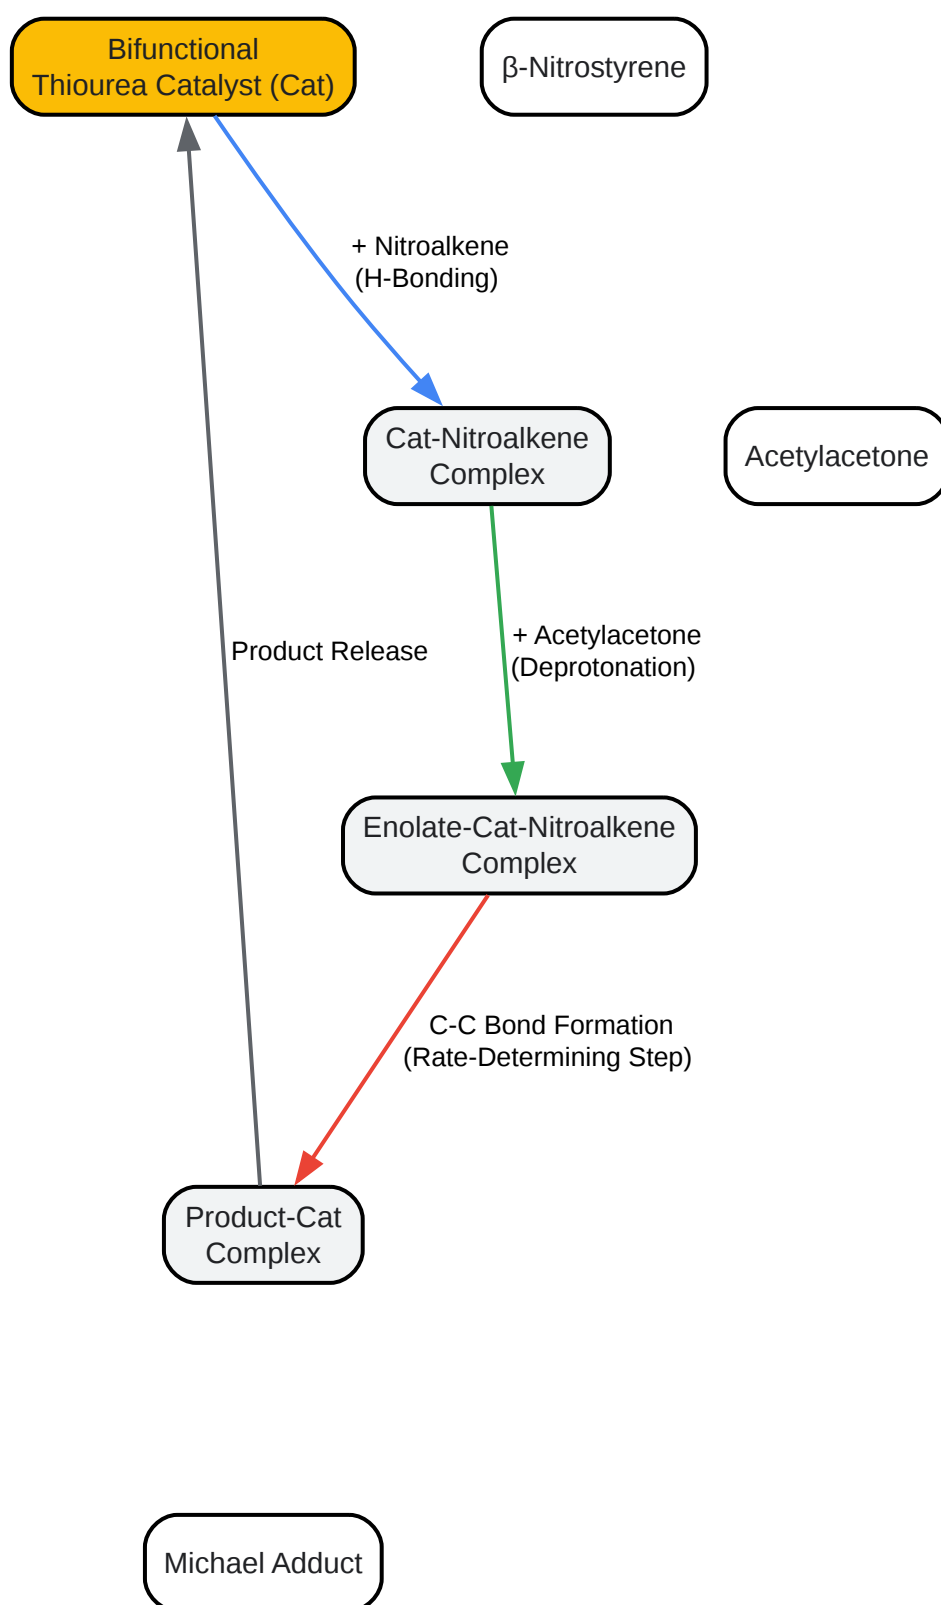 Bifunctional
Thiourea Catalyst (Cat)
β-Nitrostyrene
+ Nitroalkene
(H-Bonding)
Cat-Nitroalkene
Complex
Acetylacetone
Product Release
+ Acetylacetone
(Deprotonation)
Enolate-Cat-Nitroalkene
Complex
C-C Bond Formation
(Rate-Determining Step)
Product-Cat
Complex
Michael Adduct